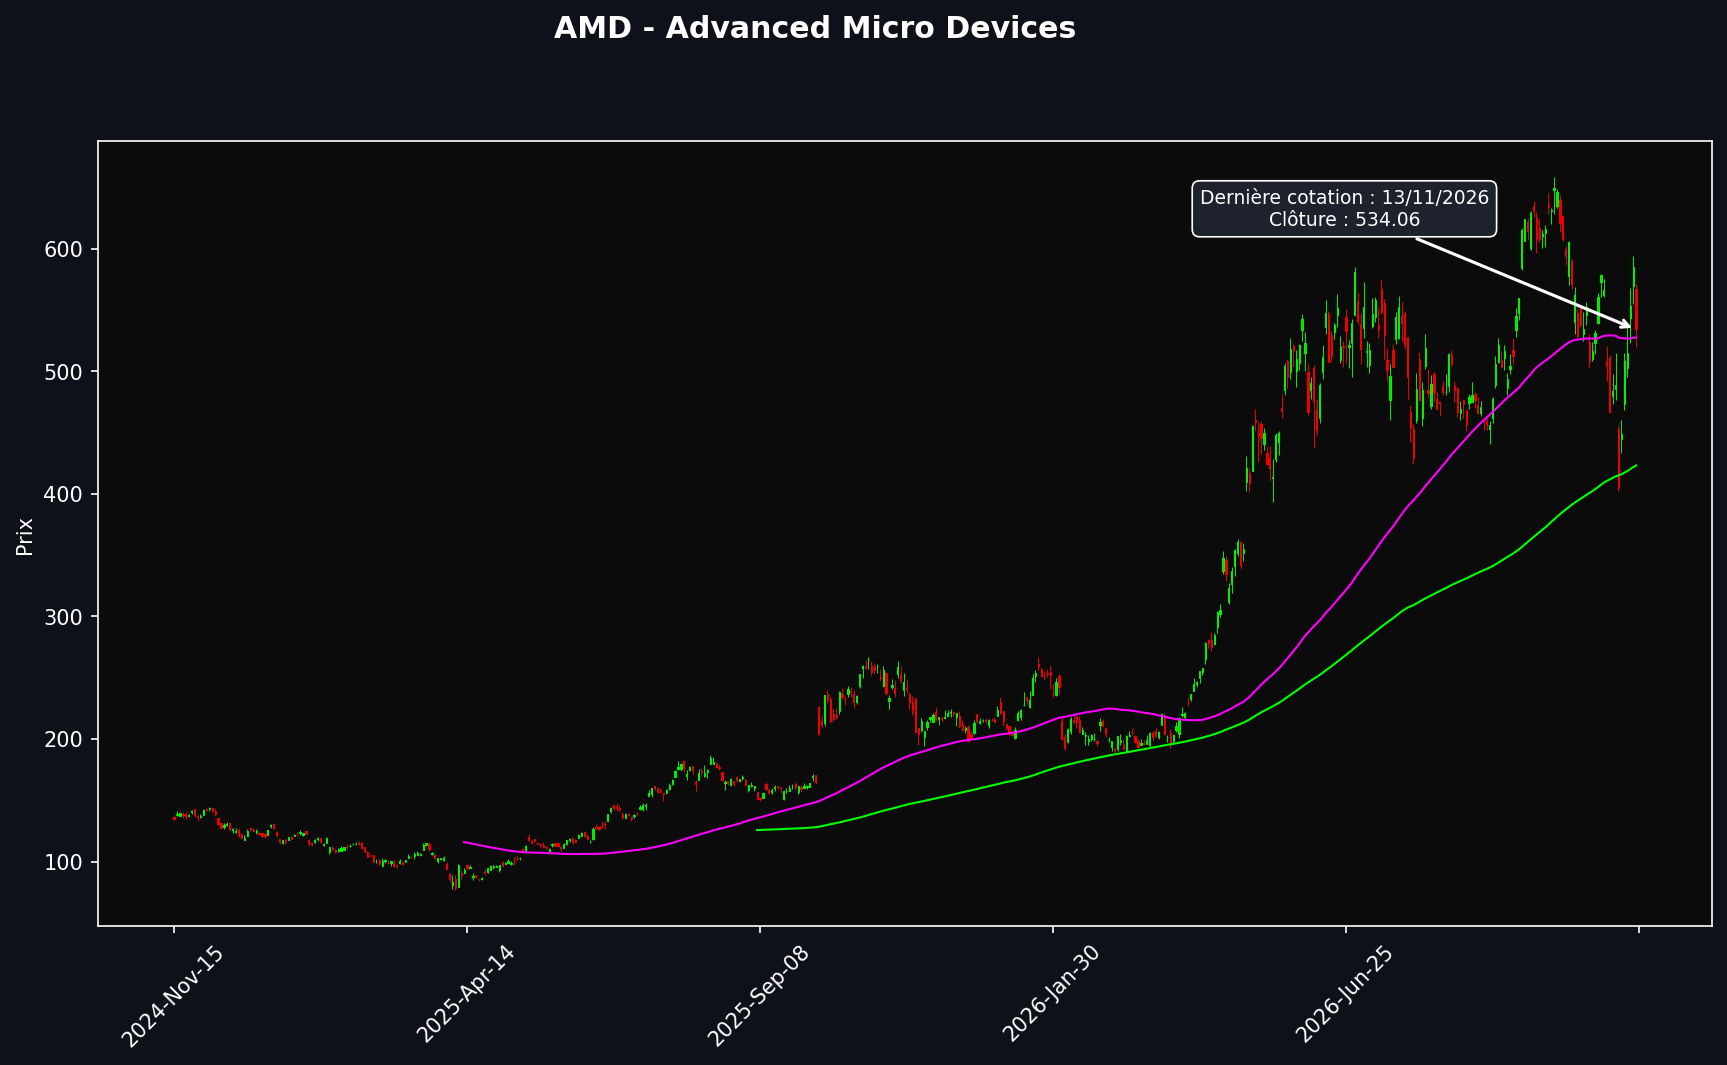 AMD - Advanced Micro Devices
Dernière cotation : 13/11/2026
Clôture : 534.06
600
500
400
300
200
100
Prix
2024-Nov-15
2025-Apr-14
2025-Sep-08
2026-Jan-30
2026-Jun-25